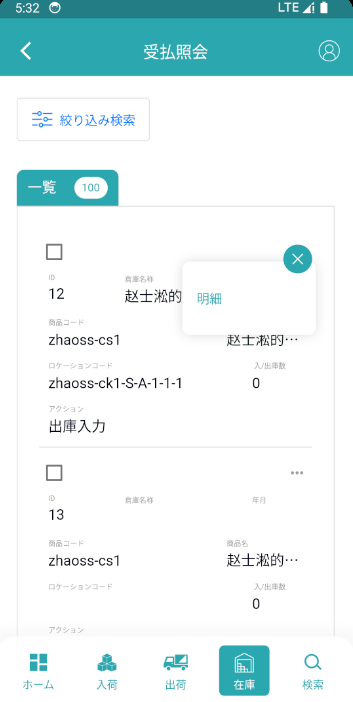 5:32 LTE
受払照会
絞り込み検索
一覧 100
ID 倉庫名称
12 赵士淞的
明細
商品コード
zhaoss-cs1 赵士淞的…
ロケーションコード 入/出庫数
zhaoss-ck1-S-A-1-1-1 0
アクション
出庫入力
ID 倉庫名称 年月
13
商品コード 商品名
zhaoss-cs1 赵士淞的…
ロケーションコード 入/出庫数
0
アクション
ホーム 入荷 出荷 在庫 検索